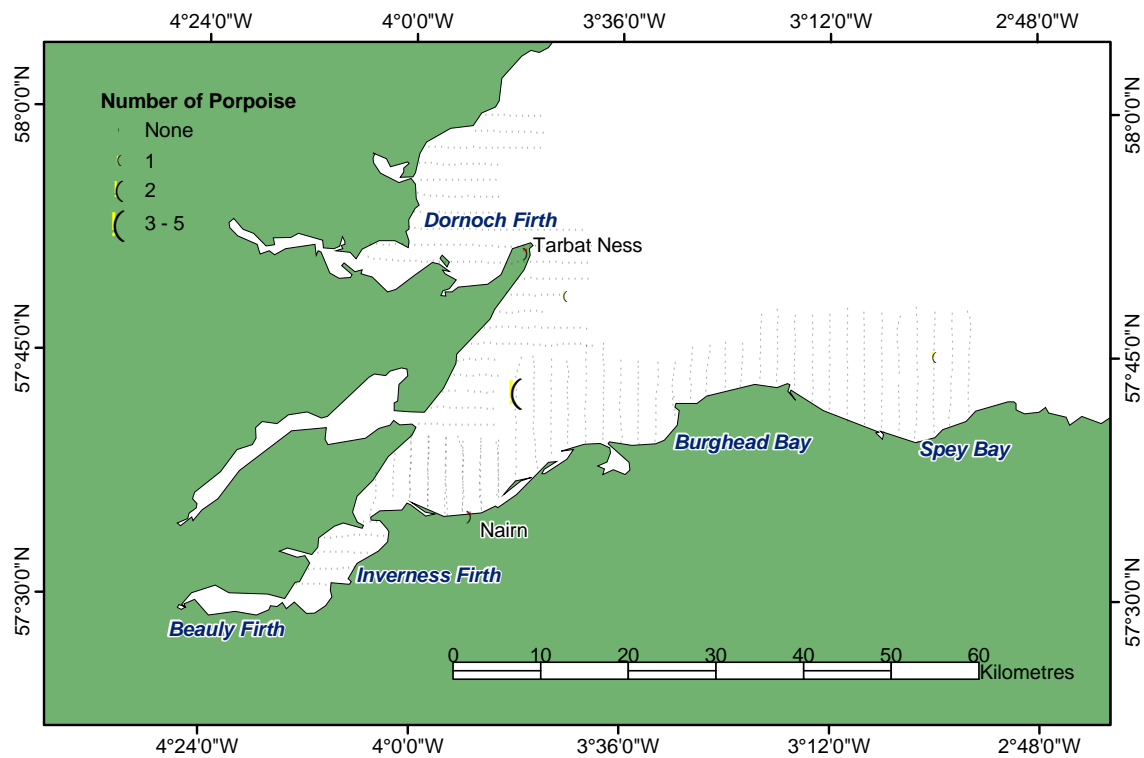 4°24'0"W 4°0'0"W 3°36'0"W 3°12'0"W 2°48'0"W
58°0'0"N
58°0'0"N
Number of Porpoise
None
1
2
3 - 5
Dornoch Firth
Tarbat Ness
57°45'0"N
57°45'0"N
Burghead Bay
Spey Bay
Nairn
Inverness Firth
57°30'0"N
57°30'0"N
Beauly Firth
0 10 20 30 40 50 60
Kilometres
4°24'0"W 4°0'0"W 3°36'0"W 3°12'0"W 2°48'0"W